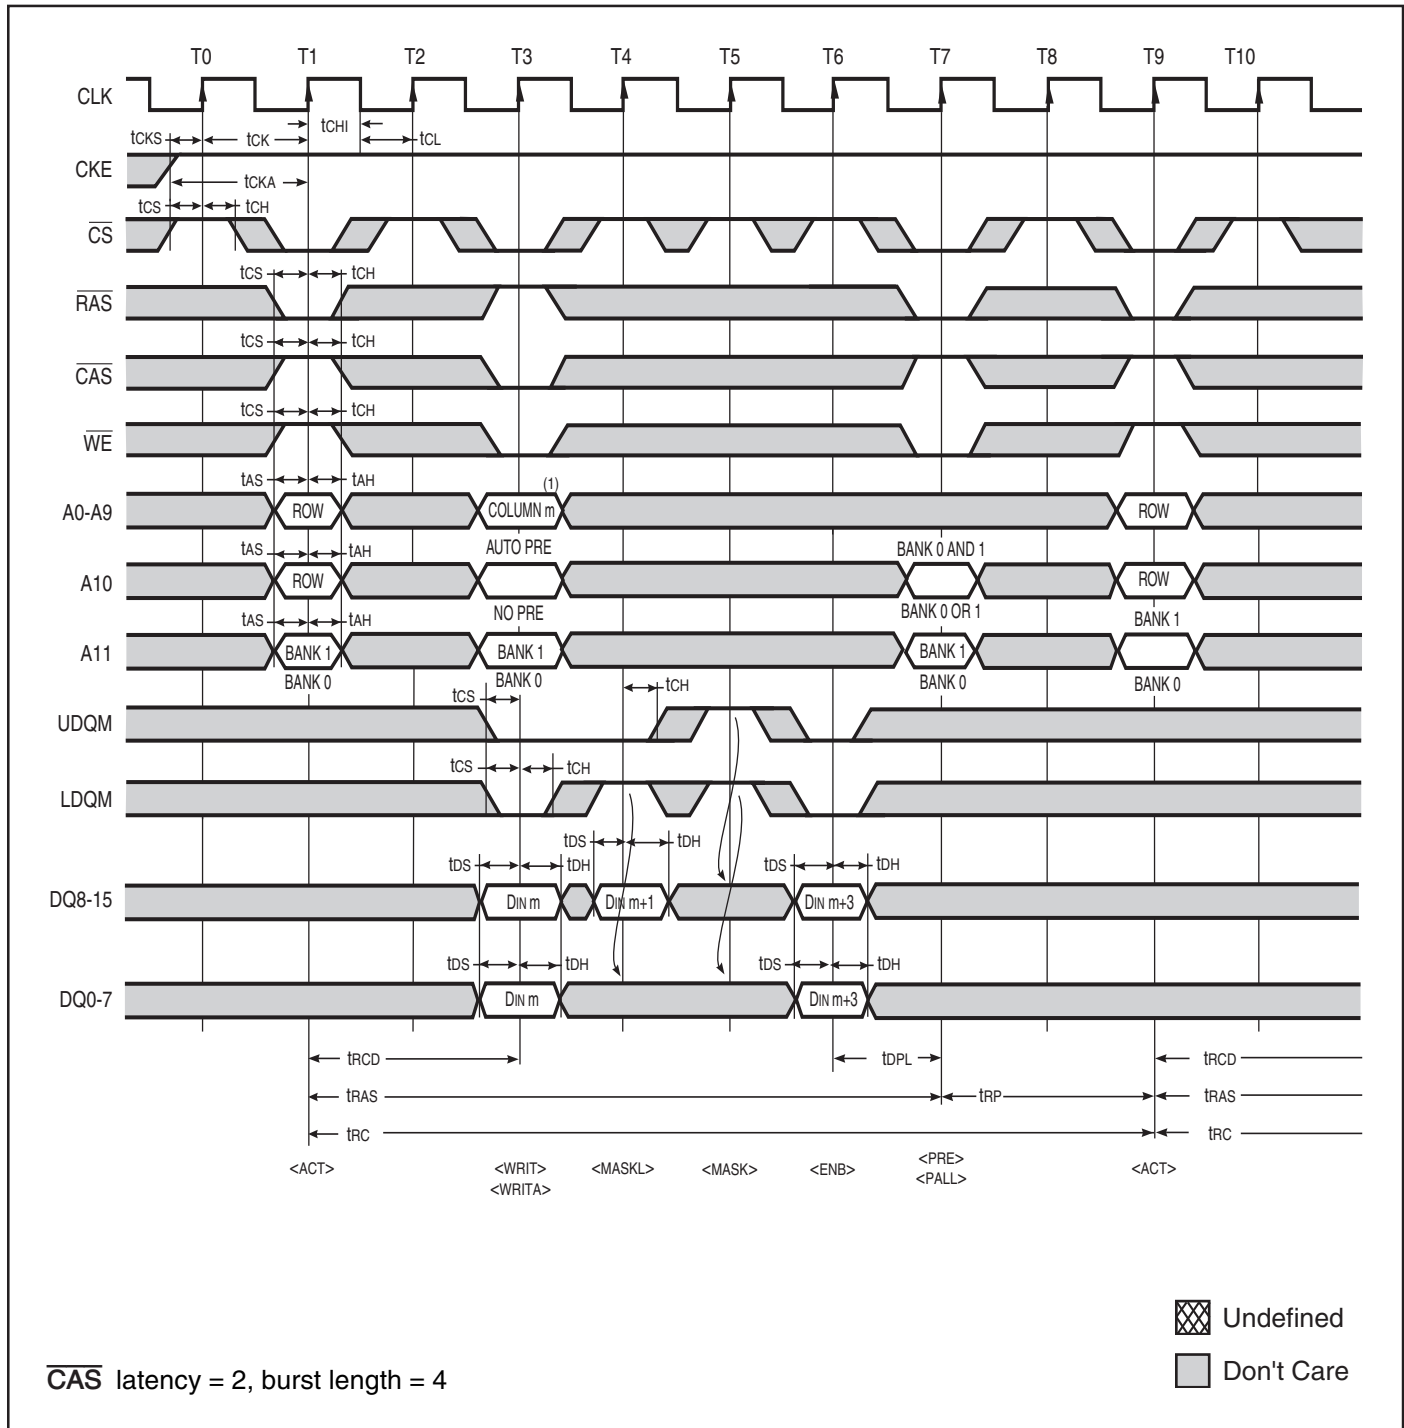 T0 T1 T2 T3 T4 T5 T6 T7 T8 T9 T10
CLK
tCHI
tCKS tCK tCL
CKE
tCKA
tCS tCH
CS
tCS tCH
RAS
tCS tCH
CAS
tCS tCH
WE
tAS tAH (1)
A0-A9 ROW COLUMN m ROW
tAS tAH AUTO PRE BANK 0 AND 1
A10 ROW ROW
tAS tAH NO PRE BANK 0 OR 1 BANK 1
A11 BANK 1 BANK 1 BANK 1
BANK 0 BANK 0 BANK 0 BANK 0
tCS tCH
UDQM
tCS tCH
LDQM
tDS tDH
tDS tDH tDS tDH
DQ8-15 DIN m DIN m+1 DIN m+3
tDS tDH tDS tDH
DQ0-7 DIN m DIN m+3
tRCD tDPL tRCD
tRAS tRP tRAS
tRC tRC
<ACT> <WRIT> <MASKL> <MASK> <ENB> <PRE> <ACT>
<WRITA> <PALL>
Undefined
Don't Care
CAS latency = 2, burst length = 4